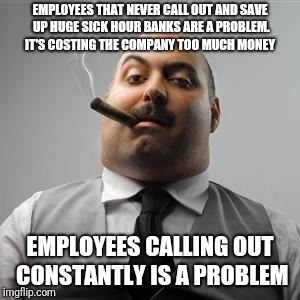 EMPLOYEES THAT NEVER CALL OUT AND SAVE
UP HUGE SICK HOUR BANKS ARE A PROBLEM.
IT'S COSTING THE COMPANY TOO MUCH MONEY
EMPLOYEES CALLING OUT
CONSTANTLY IS A PROBLEM
imgflip.com